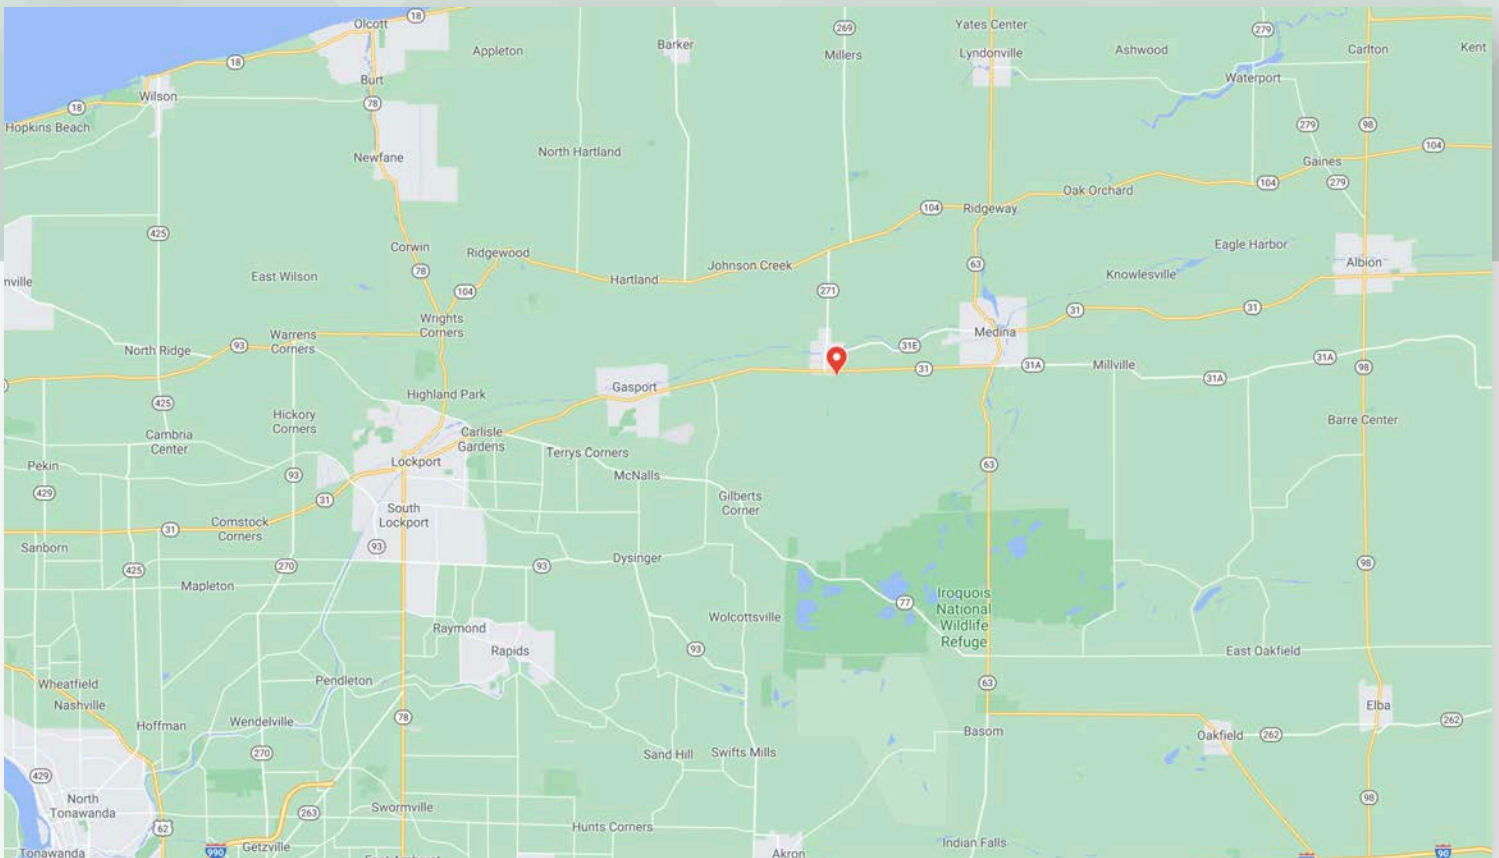 18
Olcott
269
Yates Center
279
Carlton
Kent
Appleton
Barker
Millers
Lyndonville
Ashwood
18
Burt
Waterport
Wilson
78
18
Hopkins Beach
279
98
North Hartland
Newfane
104
Gaines
104
279
Oak Orchard
104
Ridgeway
425
Corwin
Ridgewood
Eagle Harbor
Johnson Creek
63
Knowlesville
Albion
East Wilson
78
Hartland
nville
104
271
31
31
Wrights
Corners
Warrens
Corners
93
Medina
North Ridge
31E
31A
31
31A
Millville
98
31A
Gasport
Highland Park
425
Hickory
Corners
Barre Center
Cambria
Center
Carlisle
Gardens
Terrys Corners
Lockport
Pekin
63
93
McNalls
429
31
Gilberts
Corner
South
Lockport
Comstock
Corners
31
Sanborn
93
Dysinger
98
270
93
425
Mapleton
Iroquois
National
Wildlife
Refuge
77
Wolcottsville
Raymond
Rapids
93
East Oakfield
Pendleton
Wheatfield
63
Nashville
Elba
Hoffman
Wendelville
78
262
Basom
Oakfield
262
270
Sand Hill
Swifts Mills
429
North
Tonawanda
98
Swormville
263
62
Hunts Corners
Getzville
Indian Falls
990
90
Tonawanda
Akron